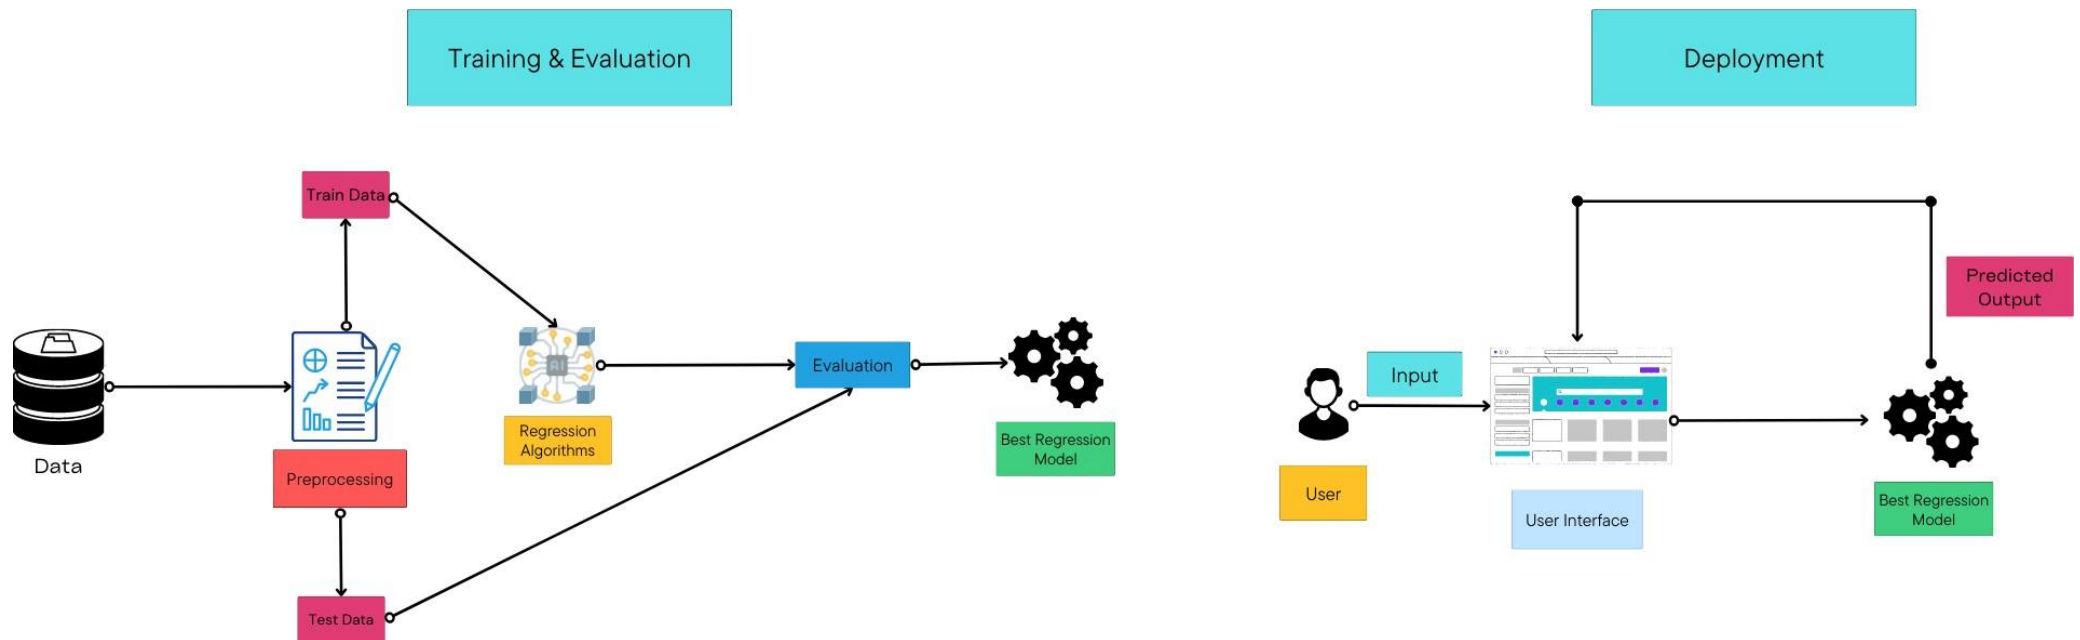 Training & Evaluation
Deployment
Train Data
Predicted
Output
Evaluation
Input
AI
Regression
Algorithms
Best Regression
Model
Data
Preprocessing
User
User Interface
Best Regression
Model
Test Data